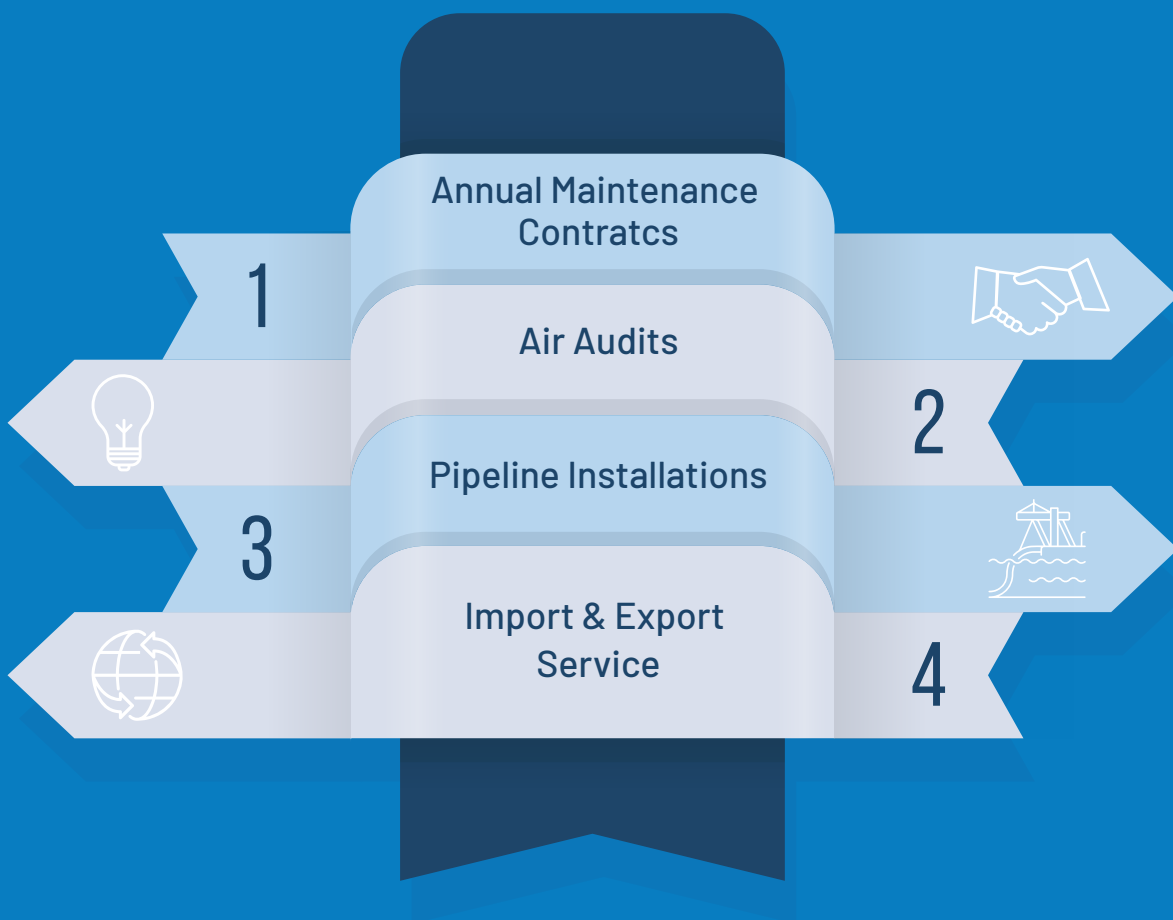 Annual Maintenance
Contratcs
1
Air Audits
2
Pipeline Installations
3
Import & Export
Service
4